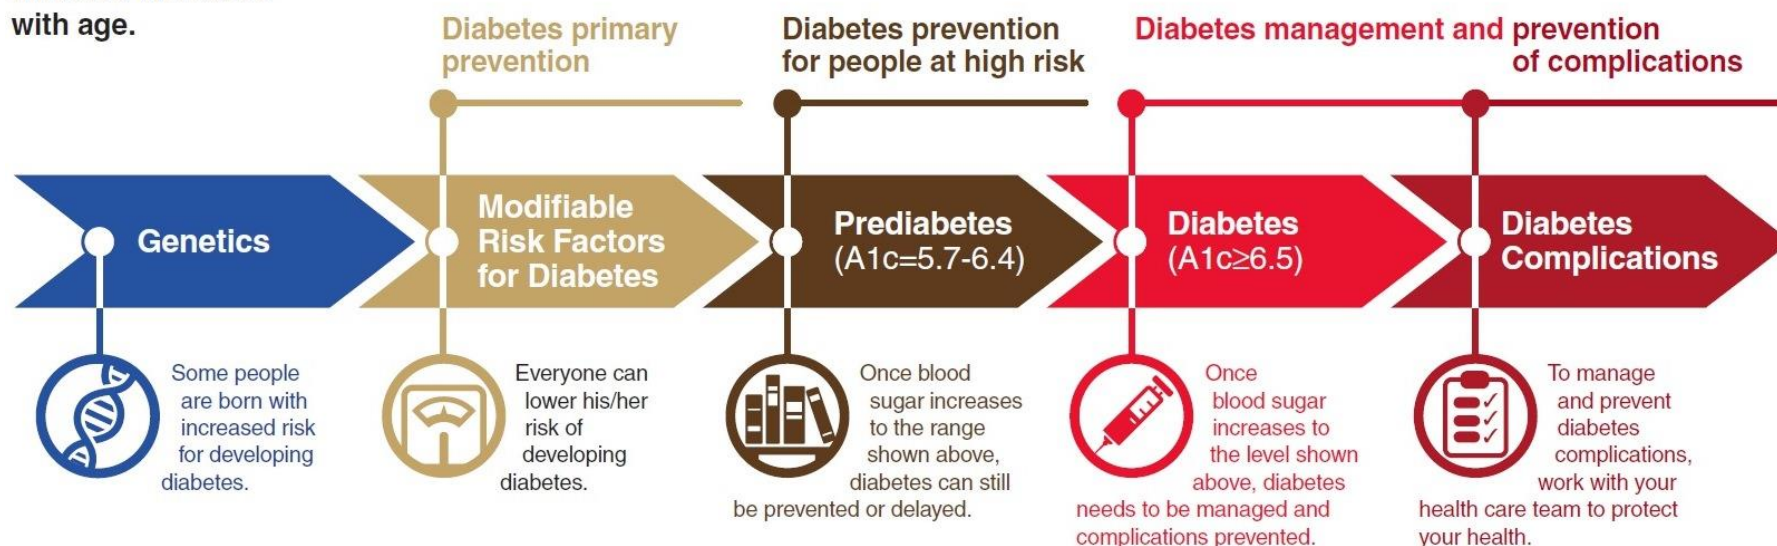 with age.
Diabetes primary
prevention
Diabetes prevention
for people at high risk
Diabetes management and prevention
of complications
Genetics
Modifiable
Risk Factors
for Diabetes
Prediabetes
(A1c=5.7-6.4)
Diabetes
(A1c≥6.5)
Diabetes
Complications
Some people
are born with
increased risk
for developing
diabetes.
Everyone can
lower his/her
risk of
developing
diabetes.
Once blood
sugar increases
to the range
shown above,
diabetes can still
be prevented or delayed.
Once
blood sugar
increases to
the level shown
above, diabetes
needs to be managed and
complications prevented.
To manage
and prevent
diabetes
complications,
work with your
health care team to protect
your health.